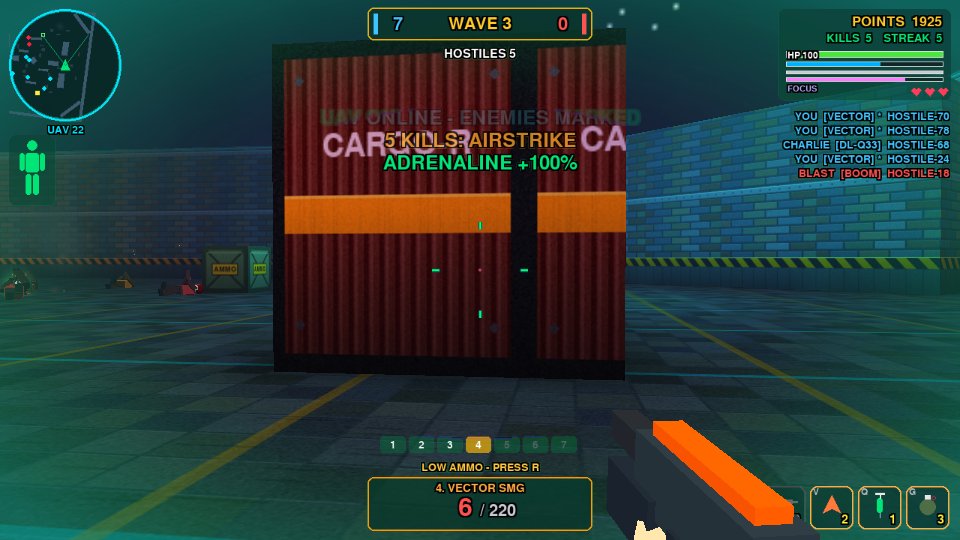 7 WAVE 3 0
HOSTILES 5
POINTS 1925
KILLS 5 STREAK 5
HP 100
FOCUS
UAV 22
YOU [VECTOR] * HOSTILE-70
YOU [VECTOR] * HOSTILE-78
CHARLIE [DL-Q33] HOSTILE-68
YOU [VECTOR] * HOSTILE-24
BLAST [BOOM] HOSTILE-18
UAV ONLINE - ENEMIES MARKED
5 KILLS: AIRSTRIKE
ADRENALINE +100%
CARGO R
CA
AMMO
AMMO
1 2 3 4 5 6 7
LOW AMMO - PRESS R
4. VECTOR SMG
6 / 220
V 2
Q 1
G 3